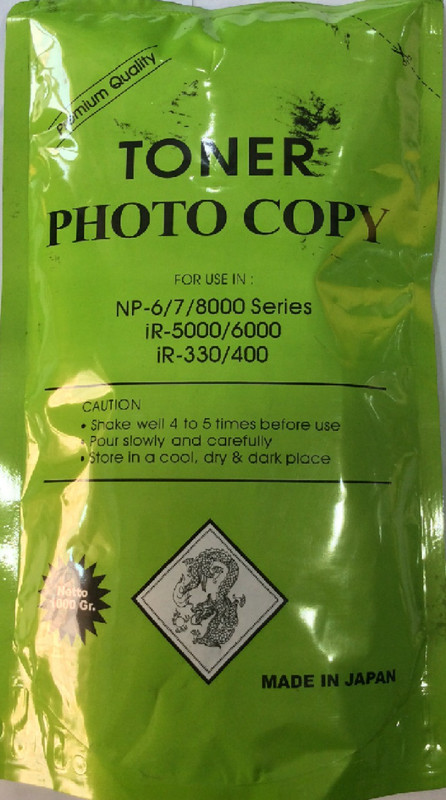 Premium Quality
TONER
PHOTO COPY
FOR USE IN :
NP-6/7/8000 Series
iR-5000/6000
iR-330/400
CAUTION
• Shake well 4 to 5 times before use
• Pour slowly and carefully
• Store in a cool, dry & dark place
Netto
1000 Gr.
MADE IN JAPAN